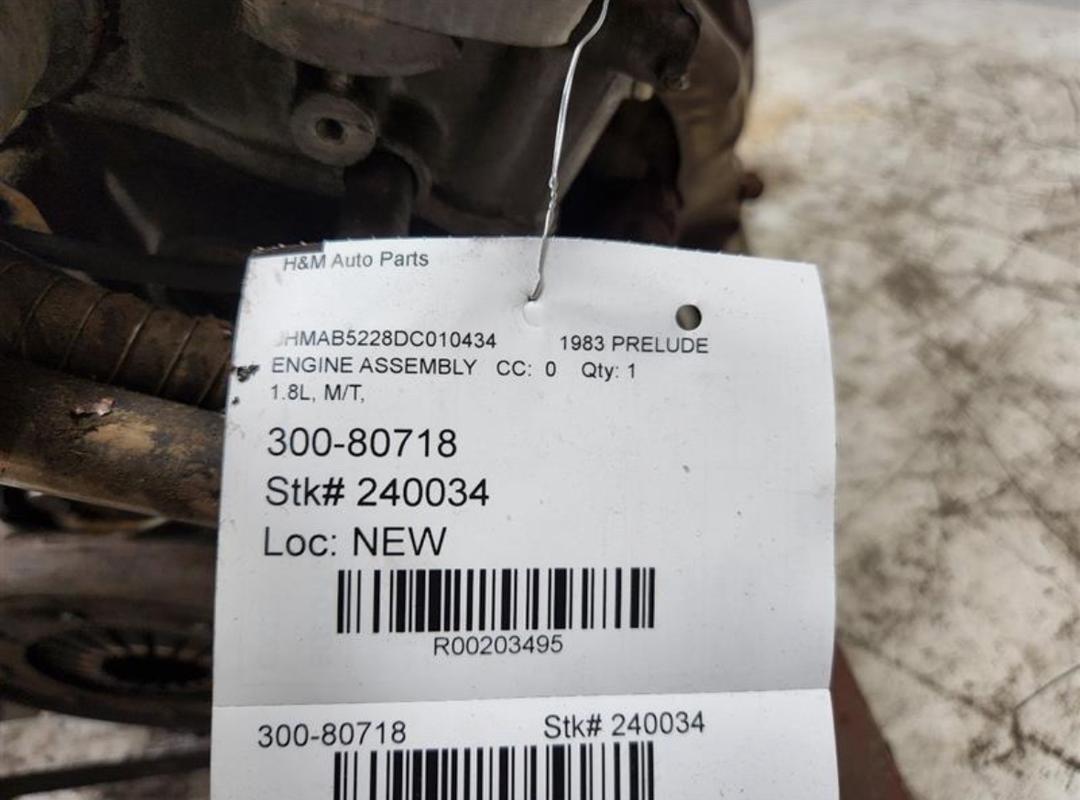 H&M Auto Parts
JHMAB5228DC010434 1983 PRELUDE
ENGINE ASSEMBLY CC: 0 Qty: 1
1.8L, M/T,
300-80718
Stk# 240034
Loc: NEW
R00203495
300-80718 Stk# 240034